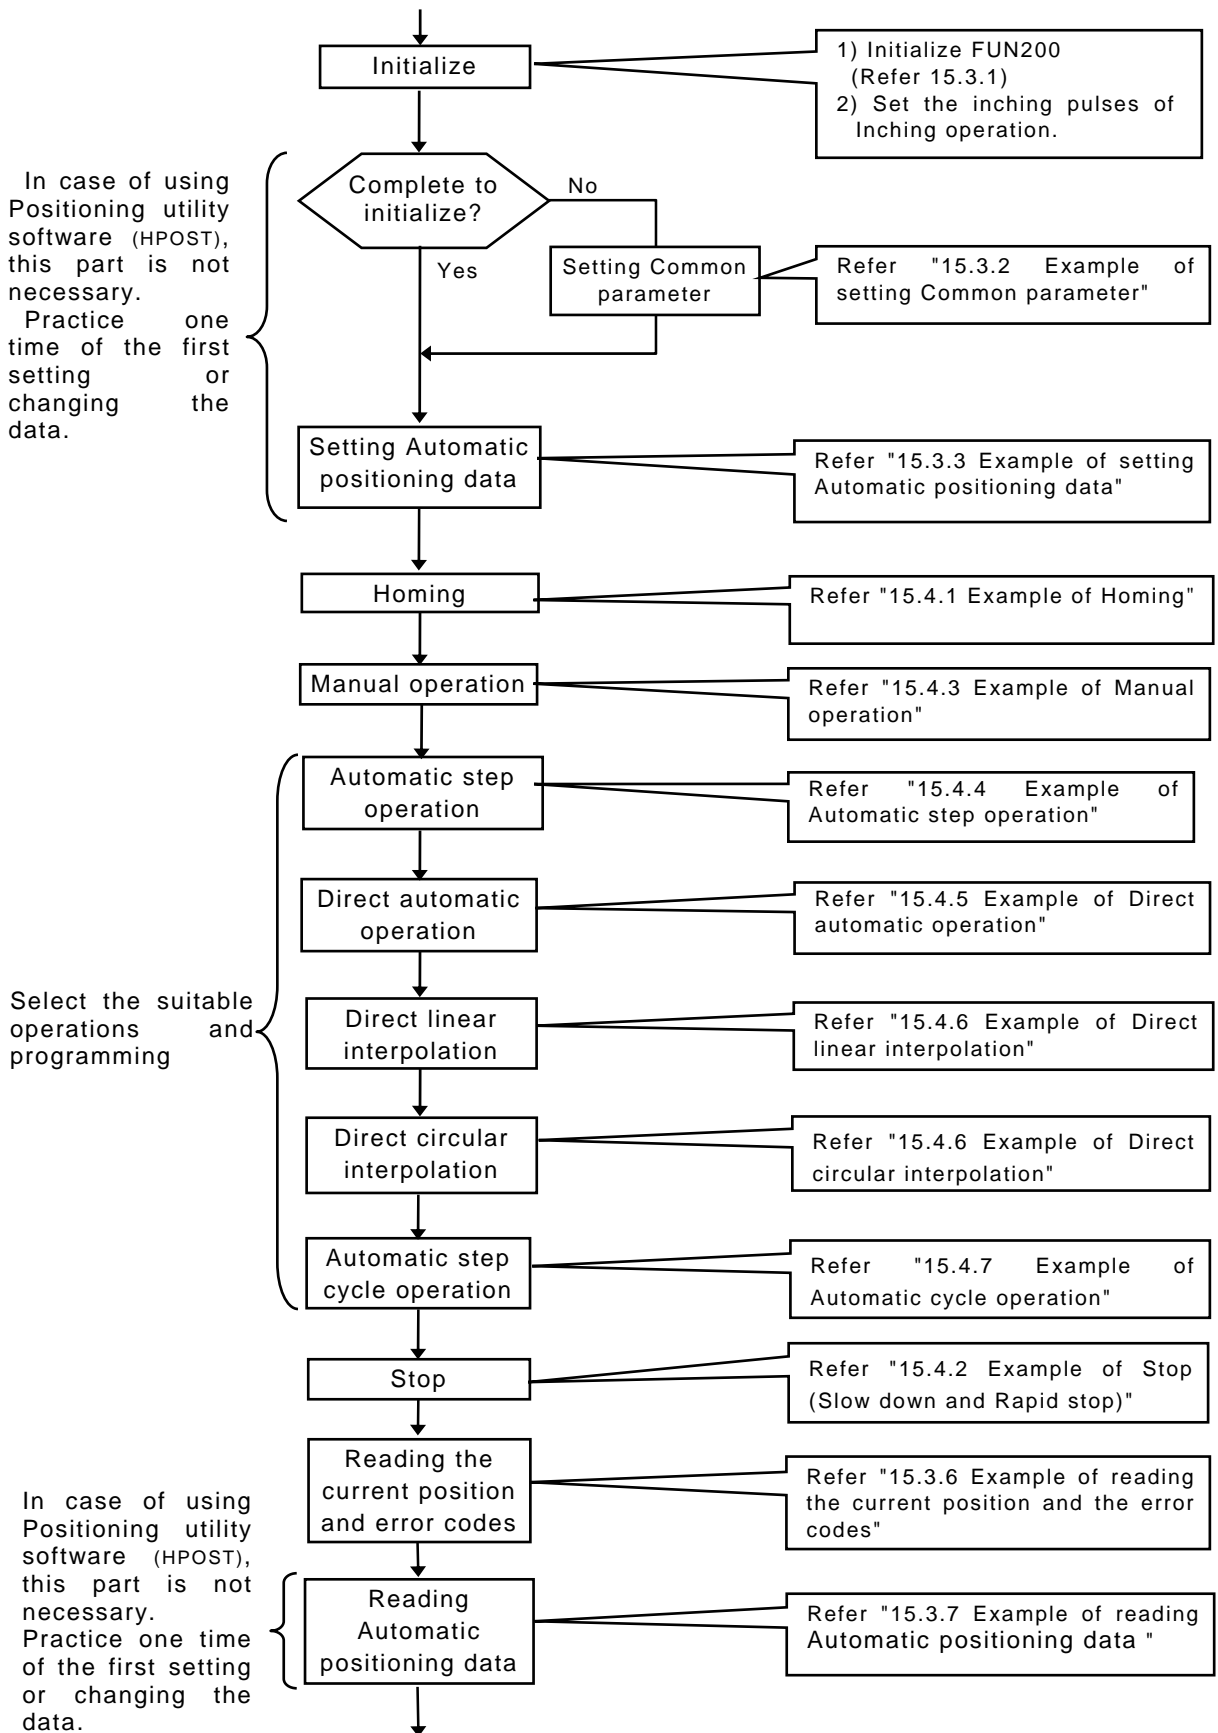 Initialize
1) Initialize FUN200
(Refer 15.3.1)
2) Set the inching pulses of
Inching operation.
In case of using
Positioning utility
software (HPOST),
this part is not
necessary.
Practice one
time of the first
setting or
changing the
data.
Complete to
initialize?
No
Yes
Setting Common
parameter
Refer "15.3.2 Example of
setting Common parameter"
Setting Automatic
positioning data
Refer "15.3.3 Example of setting
Automatic positioning data"
Homing
Refer "15.4.1 Example of Homing"
Manual operation
Refer "15.4.3 Example of Manual
operation"
Select the suitable
operations and
programming
Automatic step
operation
Refer "15.4.4 Example of
Automatic step operation"
Direct automatic
operation
Refer "15.4.5 Example of Direct
automatic operation"
Direct linear
interpolation
Refer "15.4.6 Example of Direct
linear interpolation"
Direct circular
interpolation
Refer "15.4.6 Example of Direct
circular interpolation"
Automatic step
cycle operation
Refer "15.4.7 Example of
Automatic cycle operation"
Stop
Refer "15.4.2 Example of Stop
(Slow down and Rapid stop)"
Reading the
current position
and error codes
Refer "15.3.6 Example of reading
the current position and the error
codes"
In case of using
Positioning utility
software (HPOST),
this part is not
necessary.
Practice one time
of the first setting
or changing the
data.
Reading
Automatic
positioning data
Refer "15.3.7 Example of reading
Automatic positioning data "